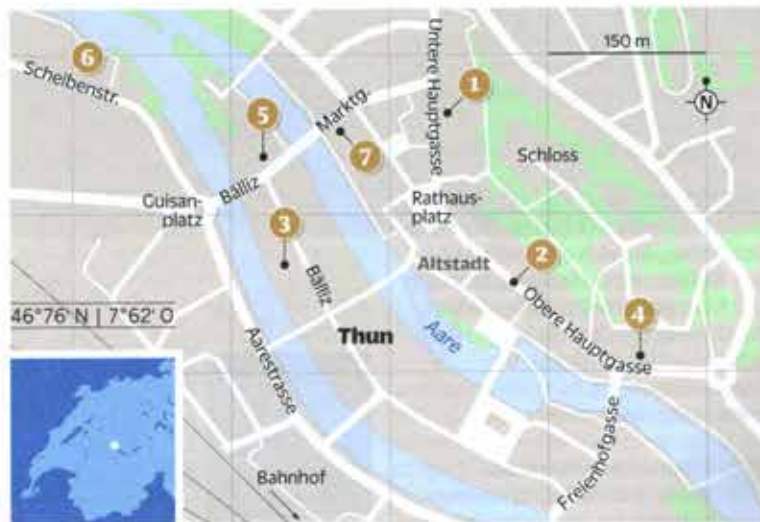 6
Scheibenstr.
Untere Hauptgasse
1
150 m
N
5
Marktg.
7
Schloss
Guisan-
platz
Bälliz
Rathaus-
platz
3
Bälliz
Altstadt
2
46°76' N | 7°62' O
Thun
Aare
Obere Hauptgasse
4
Aarestrasse
Bahnhof
Freienhofgasse